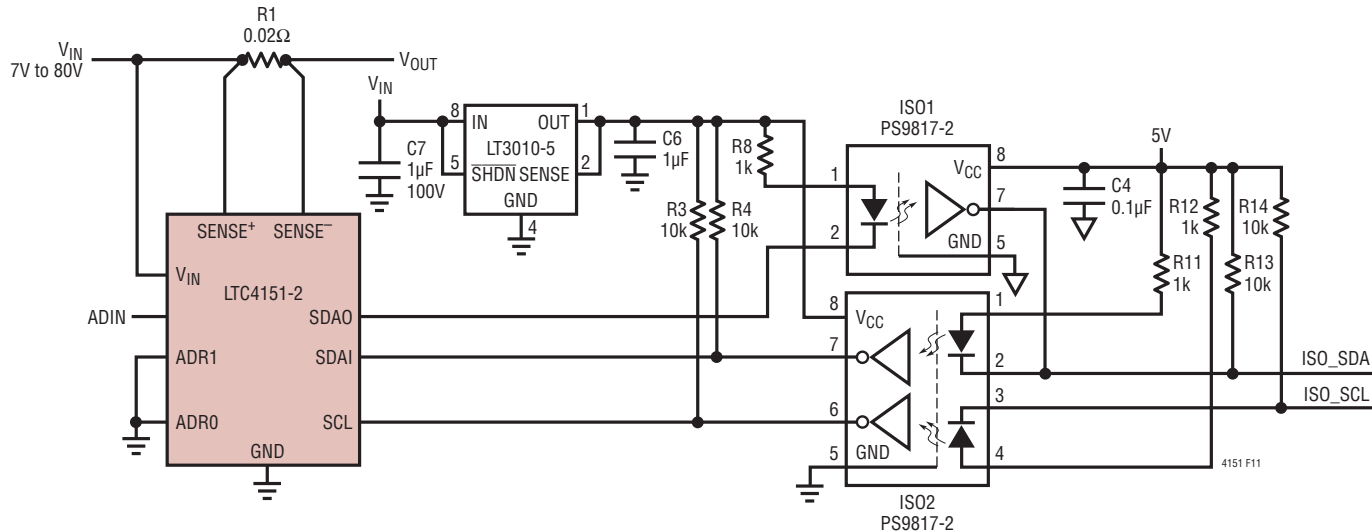 R1
0.02Ω
VIN
7V to 80V
VOUT
VIN
C7
1µF
100V
8
IN
OUT
1
LT3010-5
5
SHDN
SENSE
2
GND
4
C6
1µF
R3
10k
R4
10k
R8
1k
ISO1
PS9817-2
1
2
VCC
8
7
GND
5
5V
C4
0.1µF
R12
1k
R14
10k
R11
1k
R13
10k
SENSE+
SENSE–
VIN
LTC4151-2
ADIN
SDAO
ADR1
SDAI
ADR0
SCL
GND
8
VCC
7
6
5
GND
1
2
3
4
ISO2
PS9817-2
ISO_SDA
ISO_SCL
4151 F11